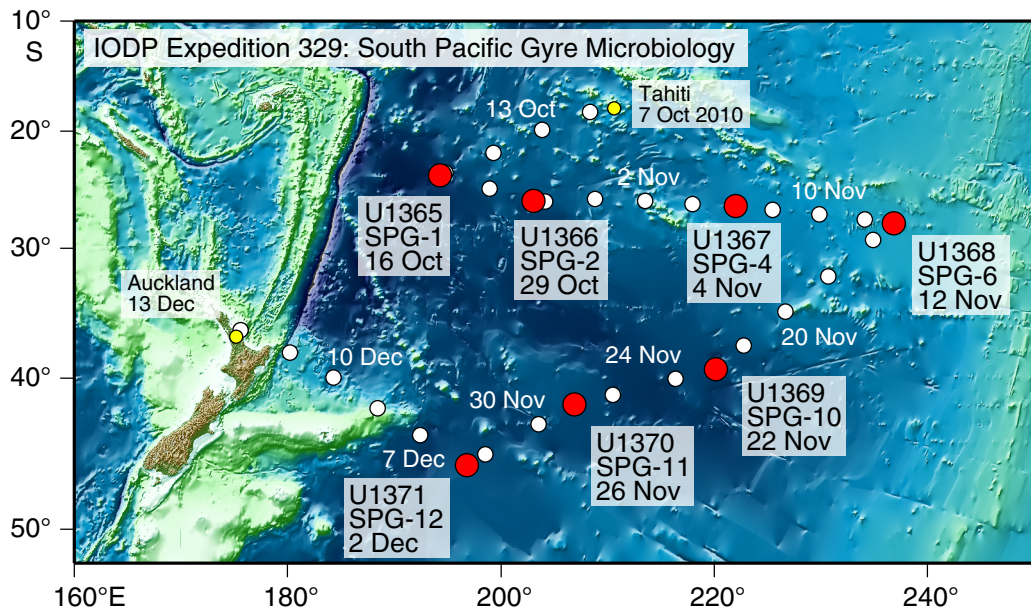 10°
S
IODP Expedition 329: South Pacific Gyre Microbiology
Tahiti
7 Oct 2010
13 Oct
20°
2 Nov
10 Nov
U1365
SPG-1
16 Oct
U1366
SPG-2
29 Oct
U1367
SPG-4
4 Nov
U1368
SPG-6
12 Nov
30°
Auckland
13 Dec
20 Nov
24 Nov
10 Dec
40°
30 Nov
U1369
SPG-10
22 Nov
U1370
SPG-11
26 Nov
7 Dec
U1371
SPG-12
2 Dec
50°
160°E
180°
200°
220°
240°